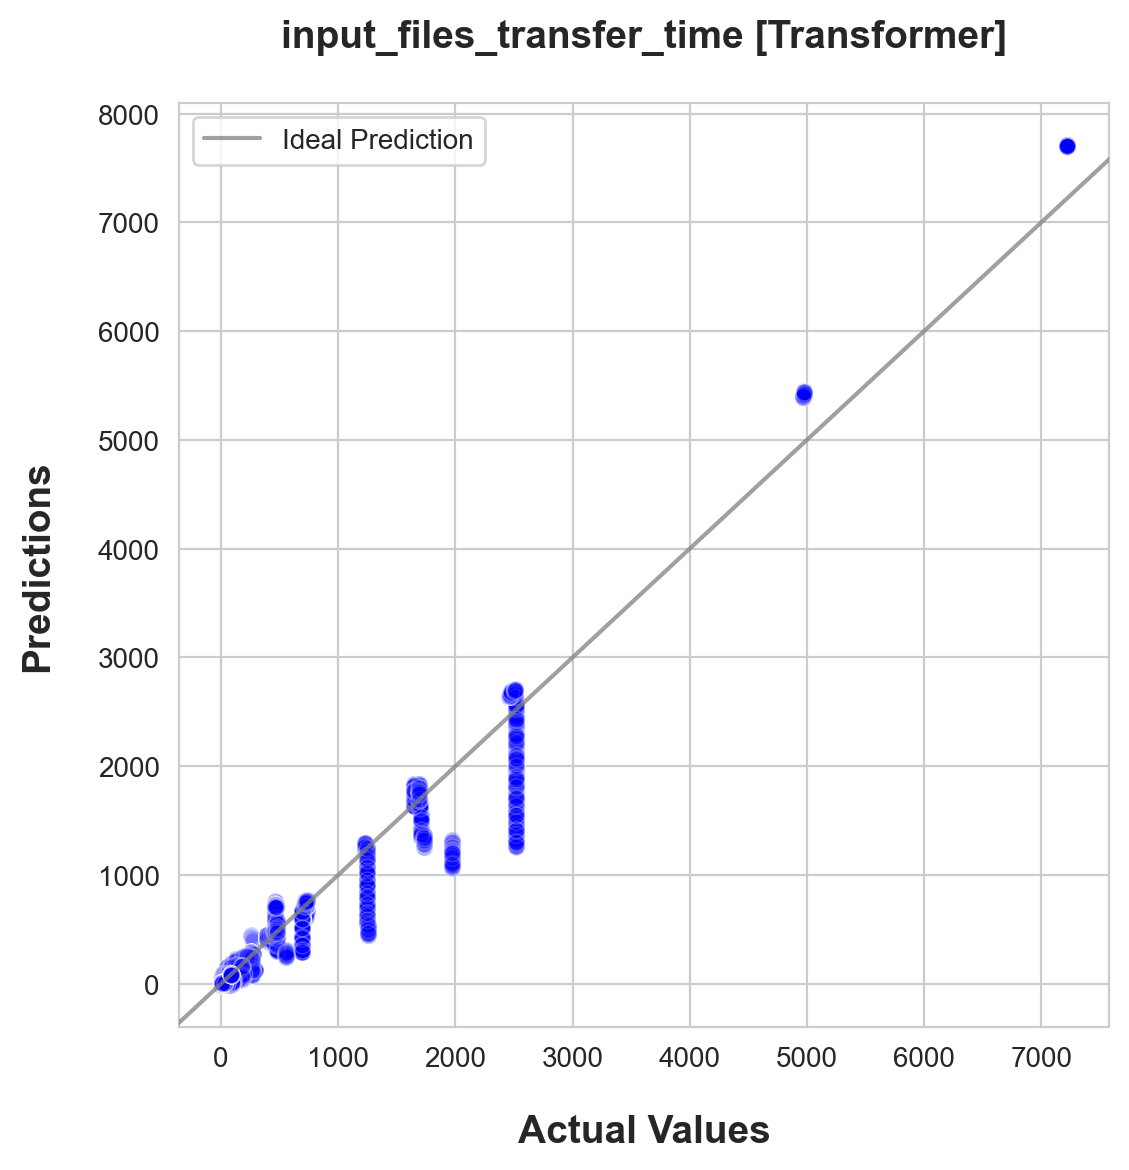 input_files_transfer_time [Transformer]
Ideal Prediction
8000
7000
6000
5000
4000
3000
2000
1000
0
Predictions
0 1000 2000 3000 4000 5000 6000 7000
Actual Values